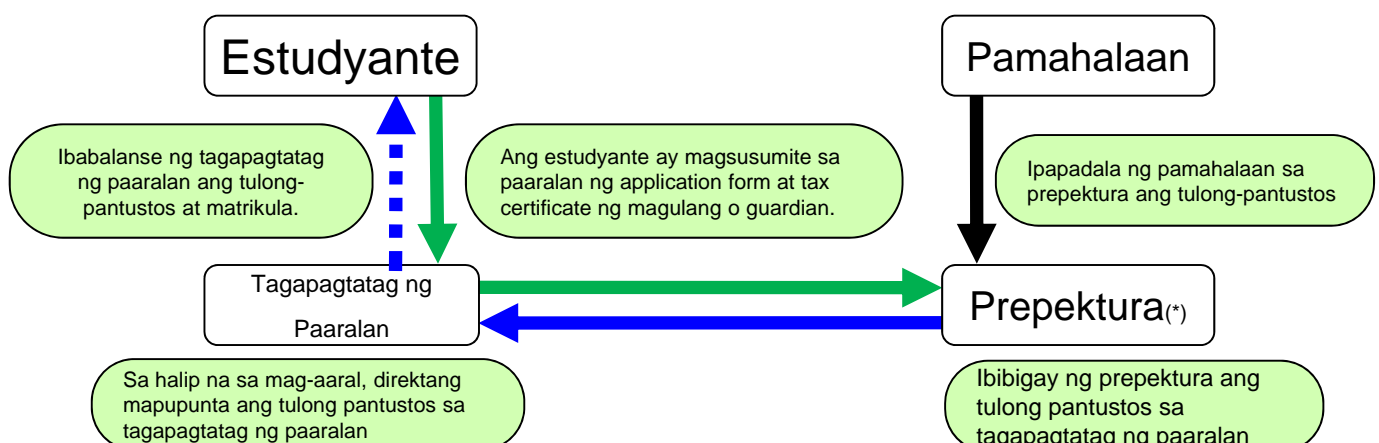 Estudyante
Pamahalaan
Ibabalanse ng tagapagtatag
ng paaralan ang tulong-
pantustos at matrikula.
Ang estudyante ay magsusumite sa
paaralan ng application form at tax
certificate ng magulang o guardian.
Ipapadala ng pamahalaan sa
prepektura ang tulong-pantustos
Tagapagtatag ng
Paaralan
Prepektura(*)
Sa halip na sa mag-aaral, direktang
mapupunta ang tulong pantustos sa
tagapagtatag ng paaralan
Ibibigay ng prepektura ang
tulong pantustos sa
tagapagtatag ng paaralan